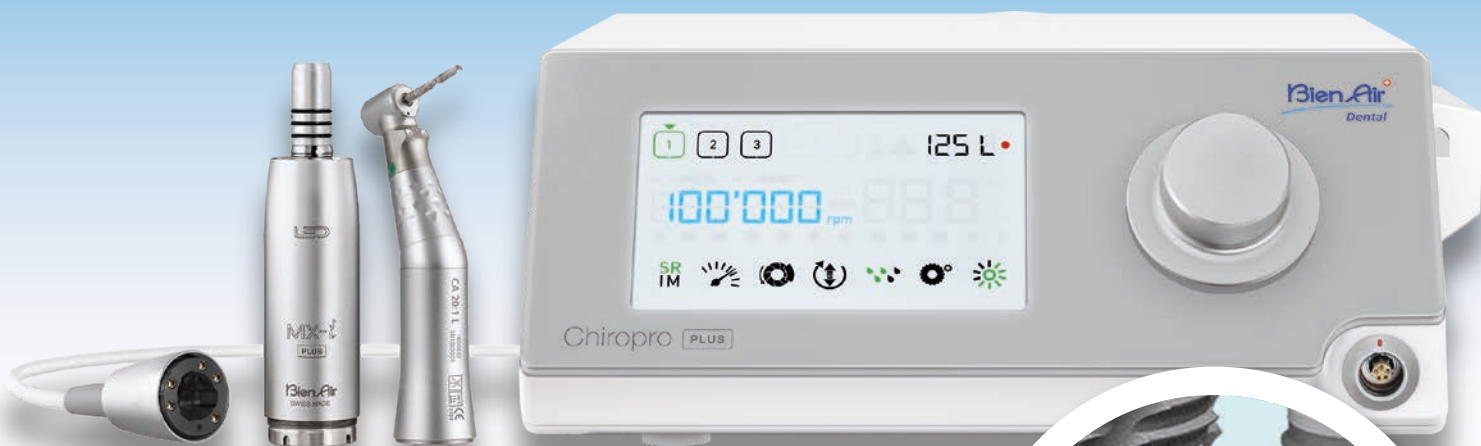 Bien Air
Dental
1 2 3
125 L
100'000 rpm
SR
IM
Chiropro PLUS
LED
MX-i
PLUS
Bien Air
SWISS MADE
CA 20:1 L
CE